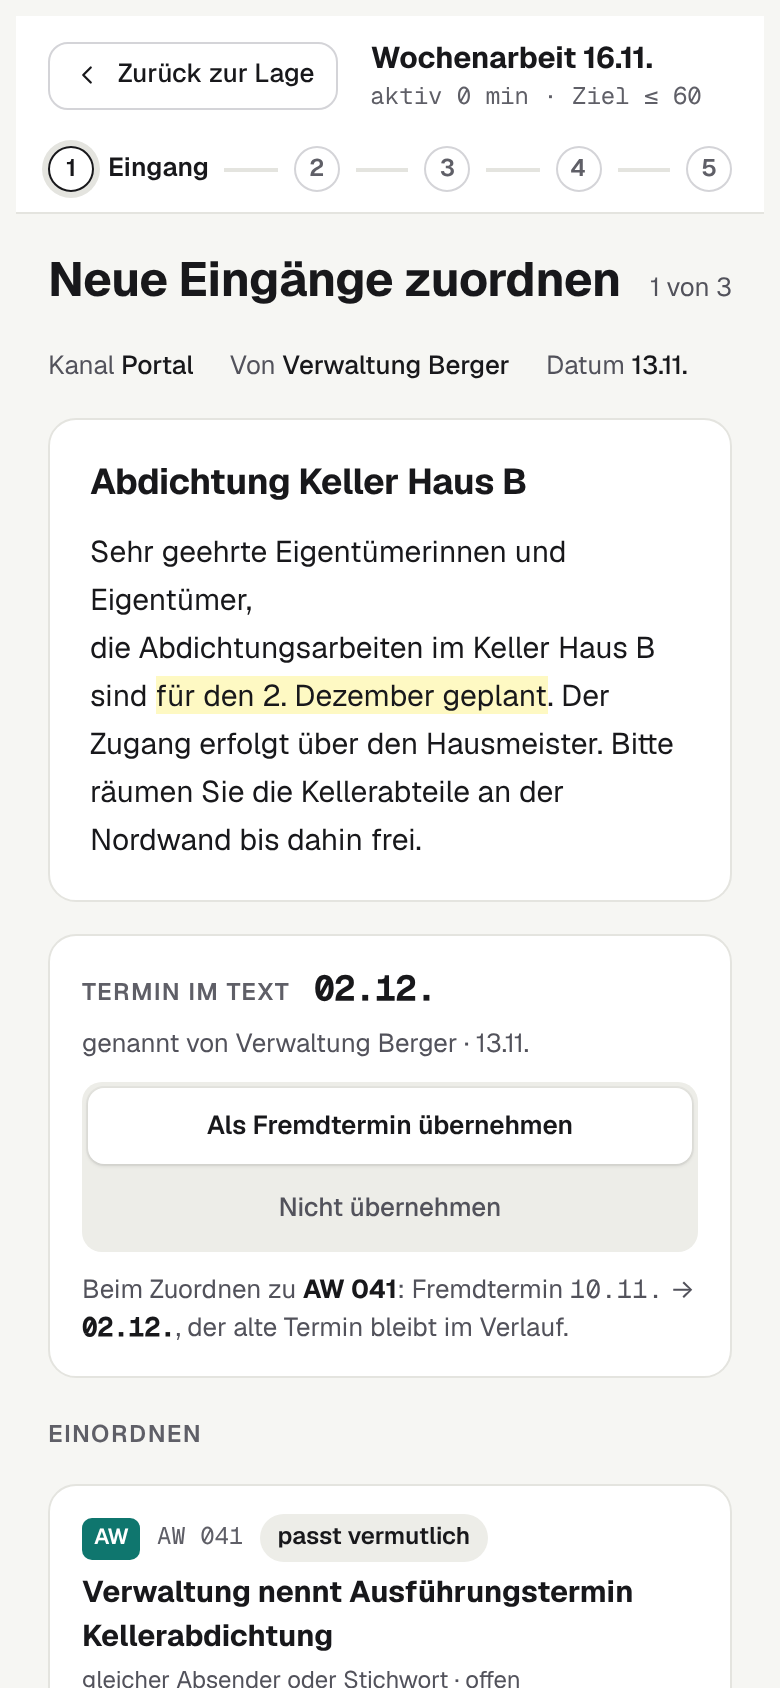 Zurück zur Lage
Wochenarbeit 16.11.
aktiv 0 min · Ziel ≤ 60
1 Eingang 2 3 4 5
Neue Eingänge zuordnen 1 von 3
Kanal Portal Von Verwaltung Berger Datum 13.11.
Abdichtung Keller Haus B
Sehr geehrte Eigentümerinnen und
Eigentümer,
die Abdichtungsarbeiten im Keller Haus B
sind für den 2. Dezember geplant. Der
Zugang erfolgt über den Hausmeister. Bitte
räumen Sie die Kellerabteile an der
Nordwand bis dahin frei.
TERMIN IM TEXT 02.12.
genannt von Verwaltung Berger · 13.11.
Als Fremdtermin übernehmen
Nicht übernehmen
Beim Zuordnen zu AW 041: Fremdtermin 10.11. →
02.12., der alte Termin bleibt im Verlauf.
EINORDNEN
AW AW 041 passt vermutlich
Verwaltung nennt Ausführungstermin
Kellerabdichtung
gleicher Absender oder Stichwort · offen